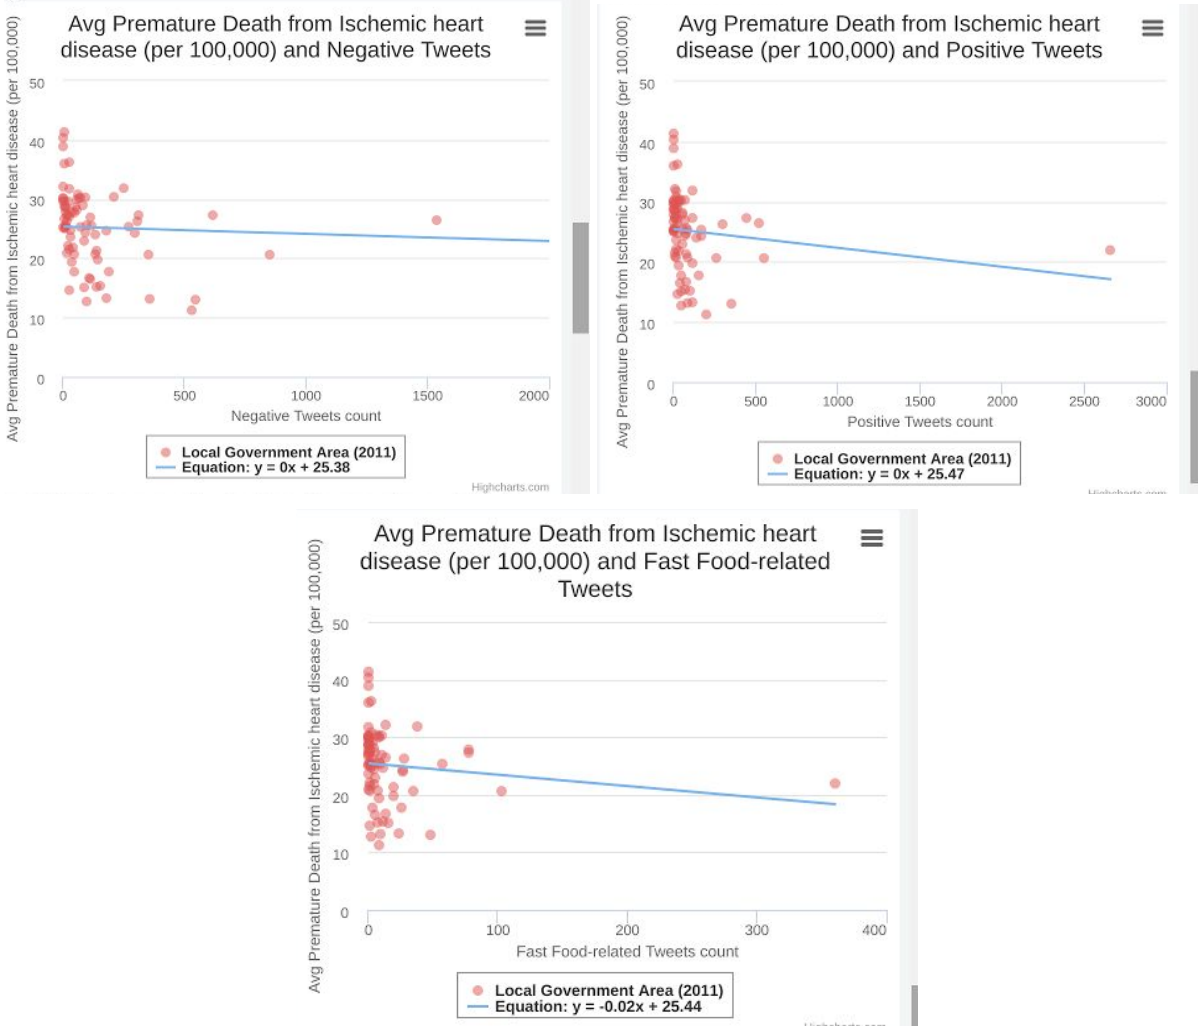 Avg Premature Death from Ischemic heart
disease (per 100,000) and Negative Tweets
Avg Premature Death from Ischemic heart disease (per 100,000)
50
40
30
20
10
0
0 500 1000 1500 2000
Negative Tweets count
Local Government Area (2011)
Equation: y = 0x + 25.38
Highcharts.com
Avg Premature Death from Ischemic heart
disease (per 100,000) and Positive Tweets
Avg Premature Death from Ischemic heart disease (per 100,000)
50
40
30
20
10
0
0 500 1000 1500 2000 2500 3000
Positive Tweets count
Local Government Area (2011)
Equation: y = 0x + 25.47
Highcharts.com
Avg Premature Death from Ischemic heart
disease (per 100,000) and Fast Food-related
Tweets
Avg Premature Death from Ischemic heart disease (per 100,000)
50
40
30
20
10
0
0 100 200 300 400
Fast Food-related Tweets count
Local Government Area (2011)
Equation: y = -0.02x + 25.44
Highcharts.com